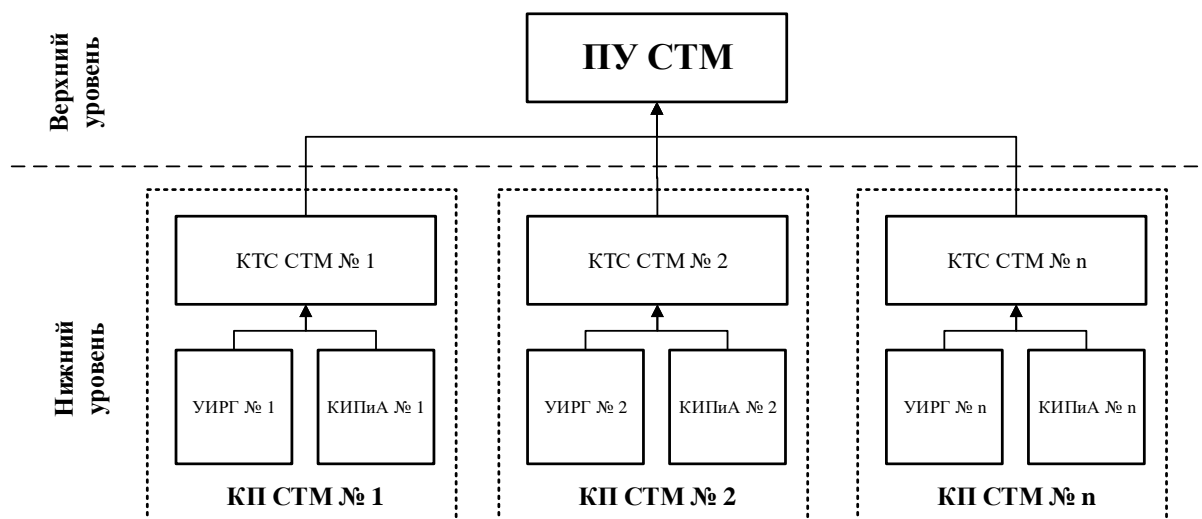 Верхний
уровень
ПУ СТМ
Нижний
уровень
КТС СТМ № 1
КТС СТМ № 2
КТС СТМ № n
УИРГ № 1
КИПиА № 1
УИРГ № 2
КИПиА № 2
УИРГ № n
КИПиА № n
КП СТМ № 1
КП СТМ № 2
КП СТМ № n